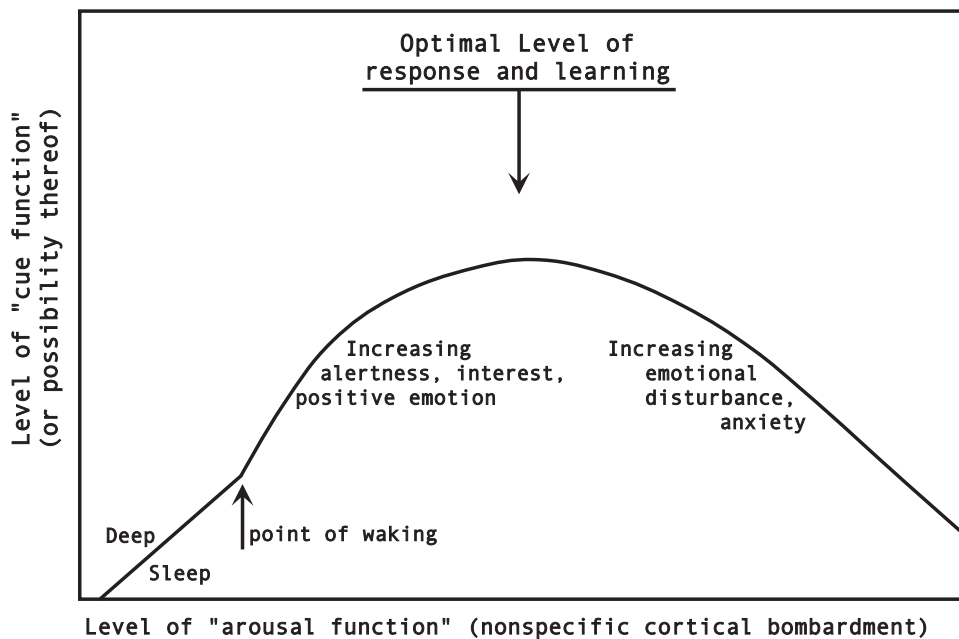 Optimal Level of
response and learning
Level of "cue function"
(or possibility thereof)
Increasing
alertness, interest,
positive emotion
Increasing
emotional
disturbance,
anxiety
Deep
Sleep
point of waking
Level of "arousal function" (nonspecific cortical bombardment)